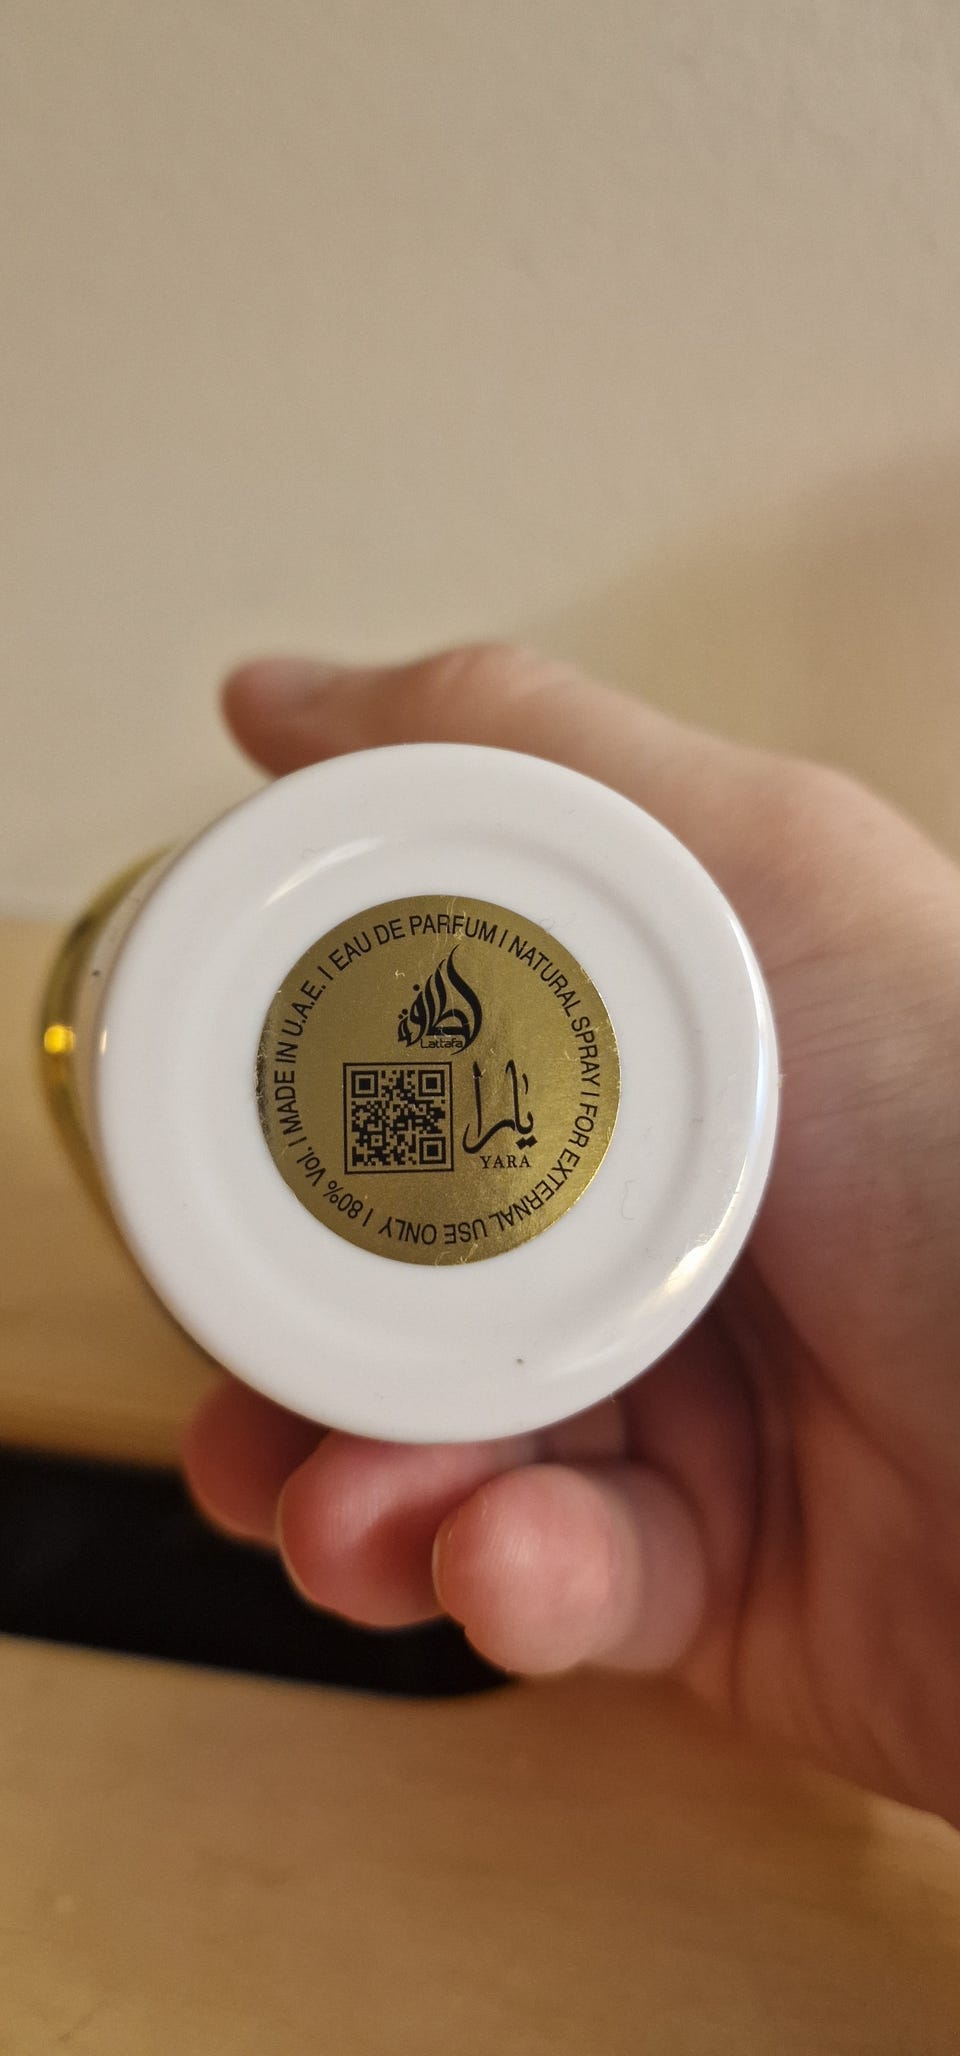 MADE IN U.A.E. | EAU DE PARFUM | NATURAL SPRAY | FOR EXTERNAL USE ONLY | 80% Vol. |
لطافة
Lattafa
يارا
YARA